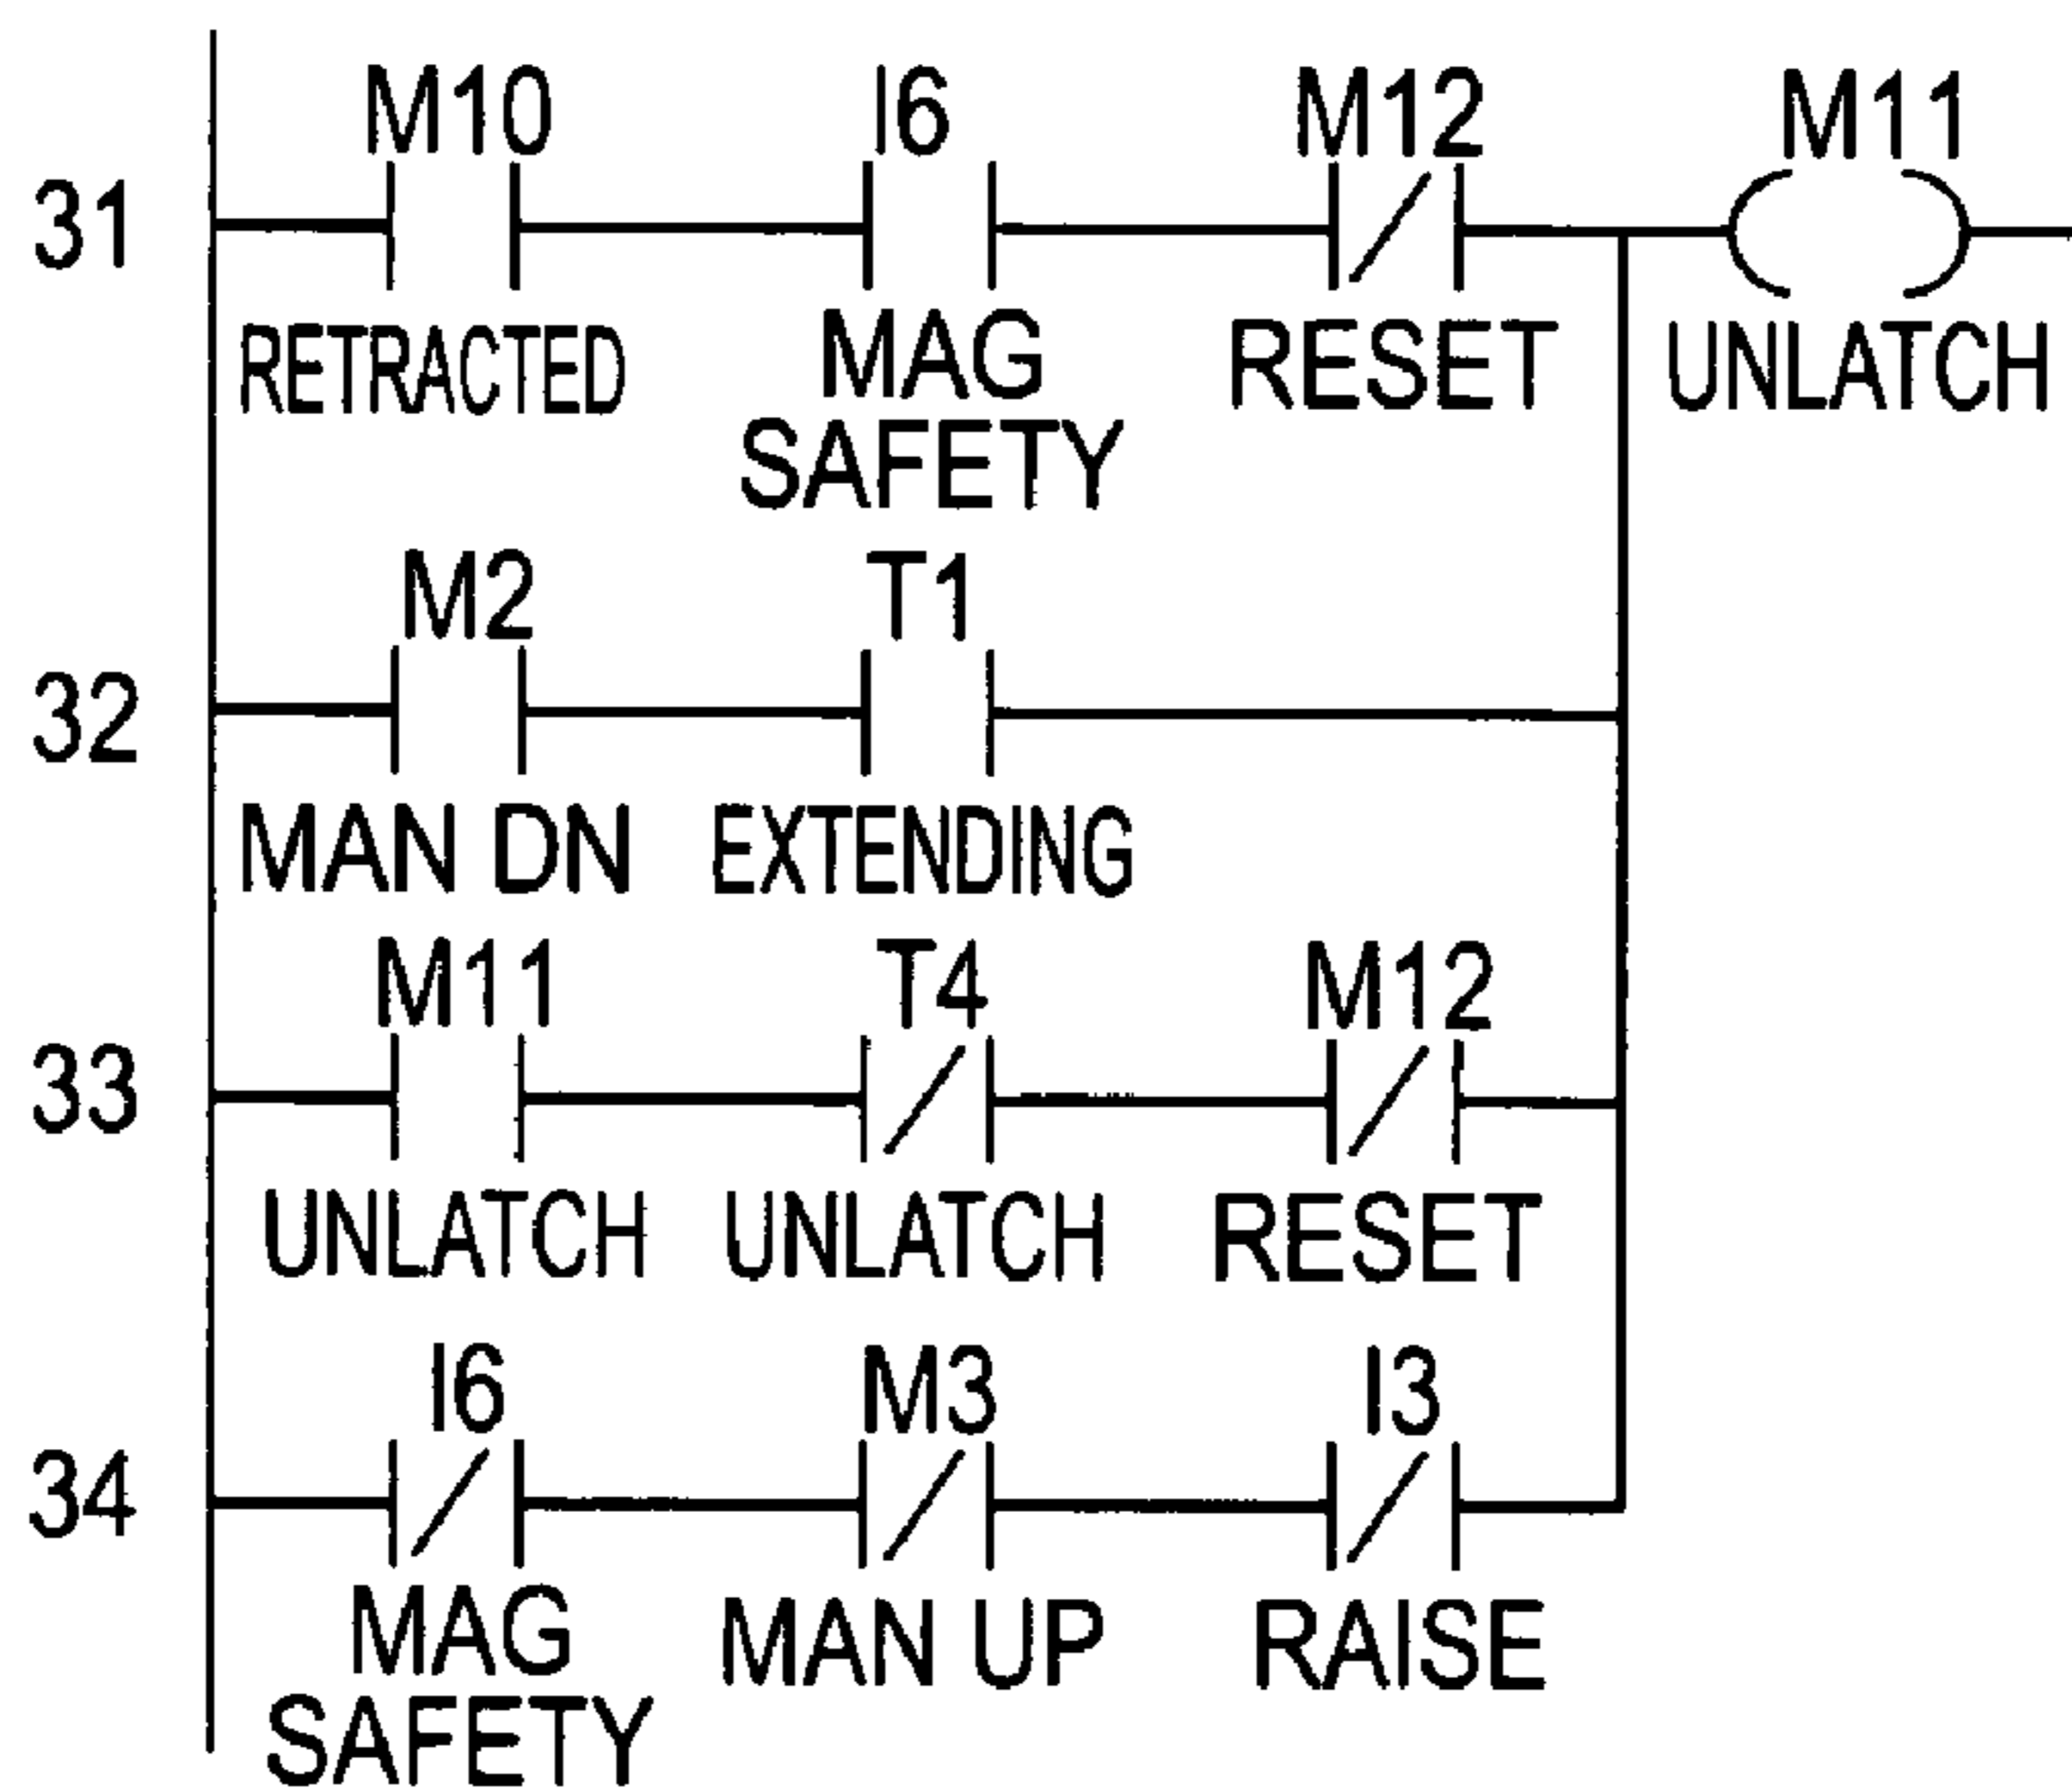 M10 I6 M12 M11
31
RETRACTED MAG SAFETY RESET UNLATCH
M2 T1
32
MAN DN EXTENDING
M11 T4 M12
33
UNLATCH UNLATCH RESET
I6 M3 I3
34
MAG SAFETY MAN UP RAISE